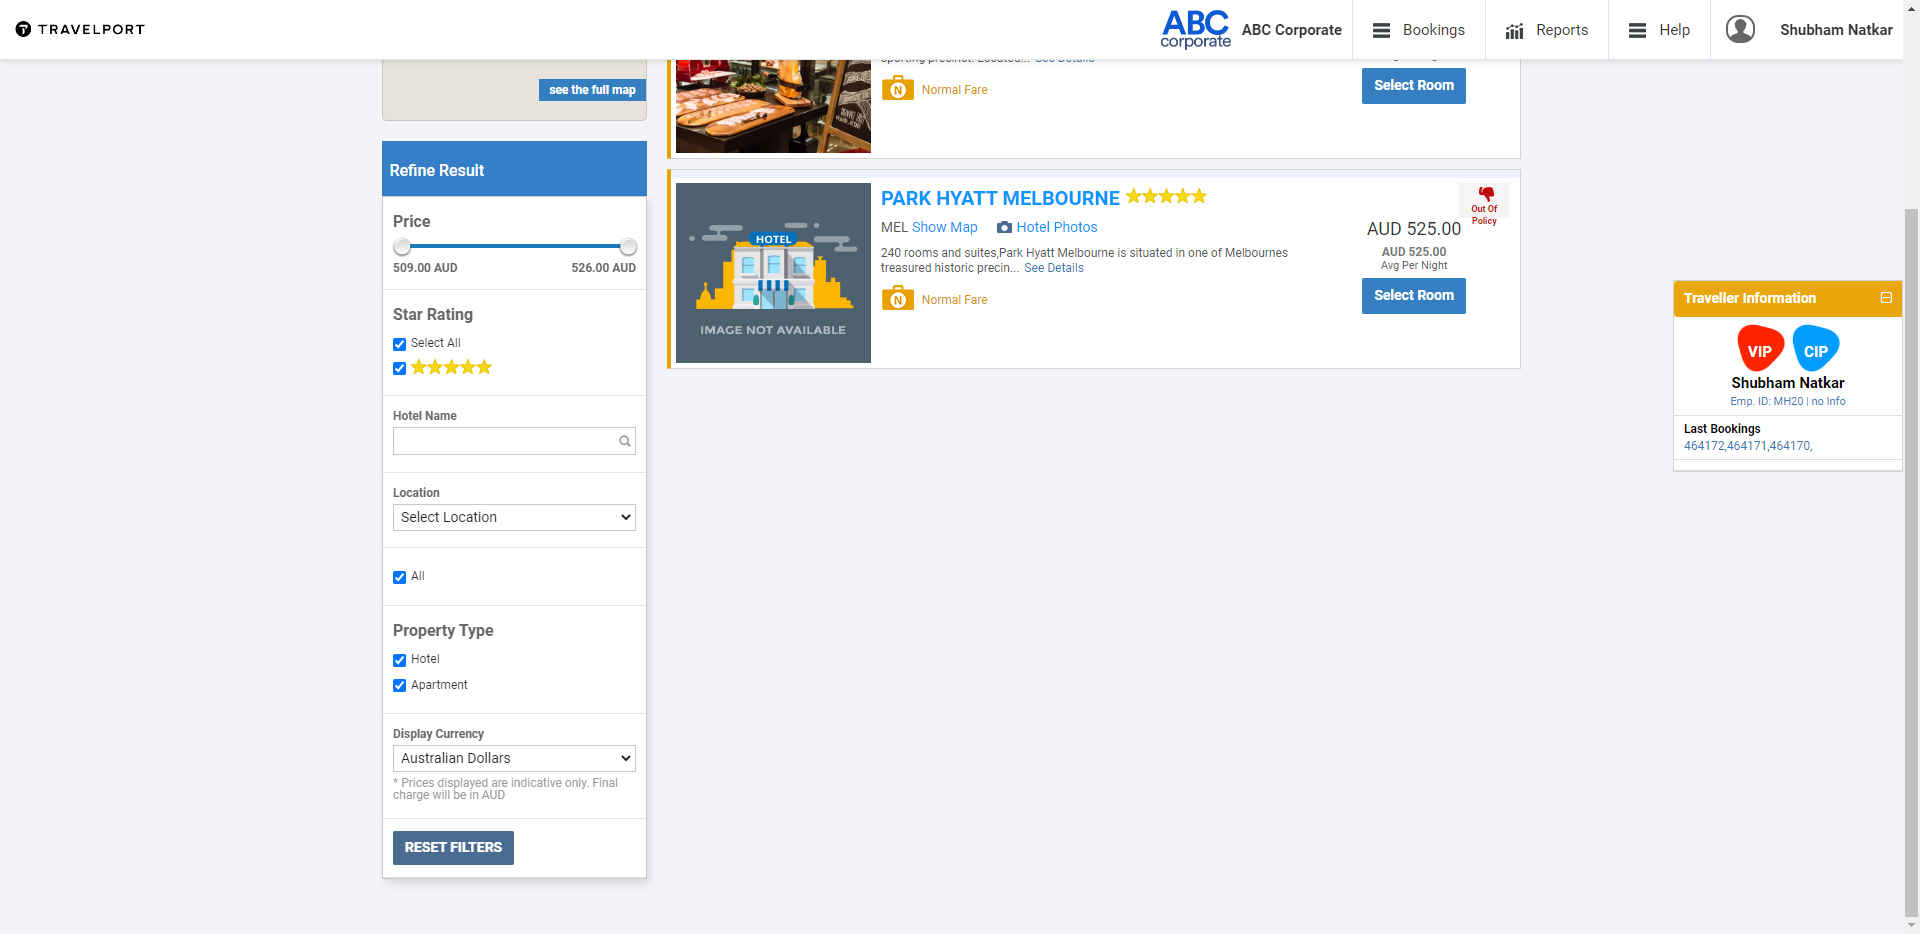 TRAVELPORT
ABC
corporate
ABC Corporate
Bookings
Reports
Help
Shubham Natkar
see the full map
sporting precinct. Located... See Details
N
Normal Fare
Select Room
Refine Result
Price
509.00 AUD
526.00 AUD
Star Rating
Select All
Hotel Name
Location
Select Location
All
Property Type
Hotel
Apartment
Display Currency
Australian Dollars
* Prices displayed are indicative only. Final
charge will be in AUD
RESET FILTERS
HOTEL
IMAGE NOT AVAILABLE
PARK HYATT MELBOURNE
MEL Show Map
Hotel Photos
240 rooms and suites,Park Hyatt Melbourne is situated in one of Melbournes
treasured historic precin... See Details
N
Normal Fare
Out Of
Policy
AUD 525.00
AUD 525.00
Avg Per Night
Select Room
Traveller Information
VIP
CIP
Shubham Natkar
Emp. ID: MH20 | no Info
Last Bookings
464172,464171,464170,